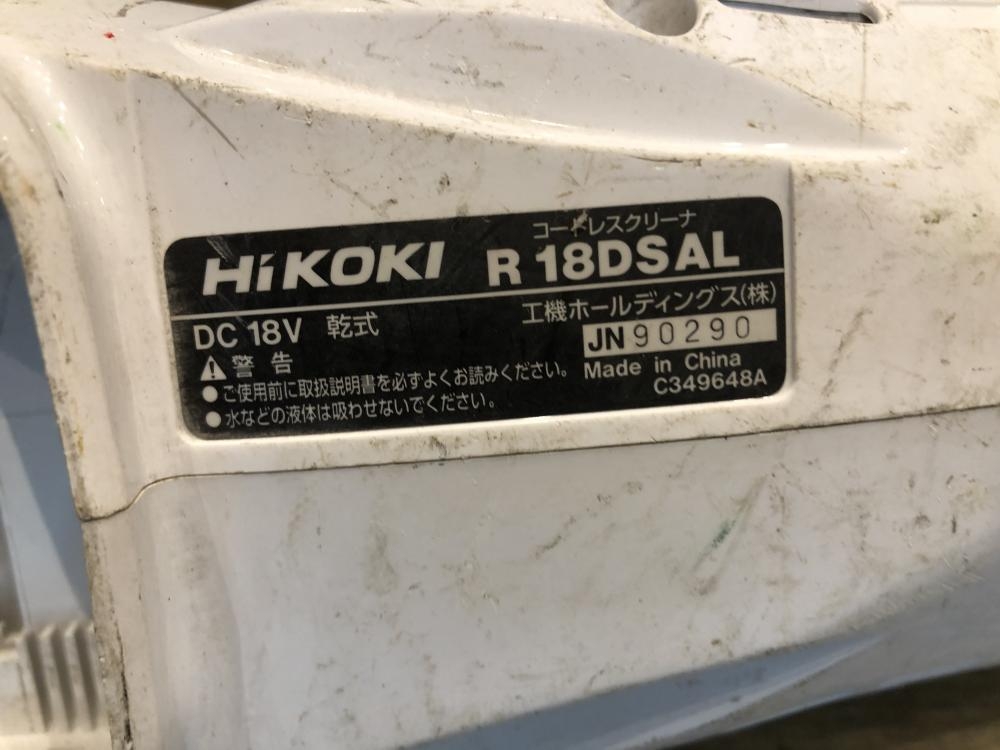 コードレスクリーナ
HiKOKI R 18DSAL
DC 18V 乾式
工機ホールディングス(株)
JN 90290
警告
Made in China
●ご使用前に取扱説明書を必ずよくお読みください。
C349648A
●水などの液体は吸わせないでください。